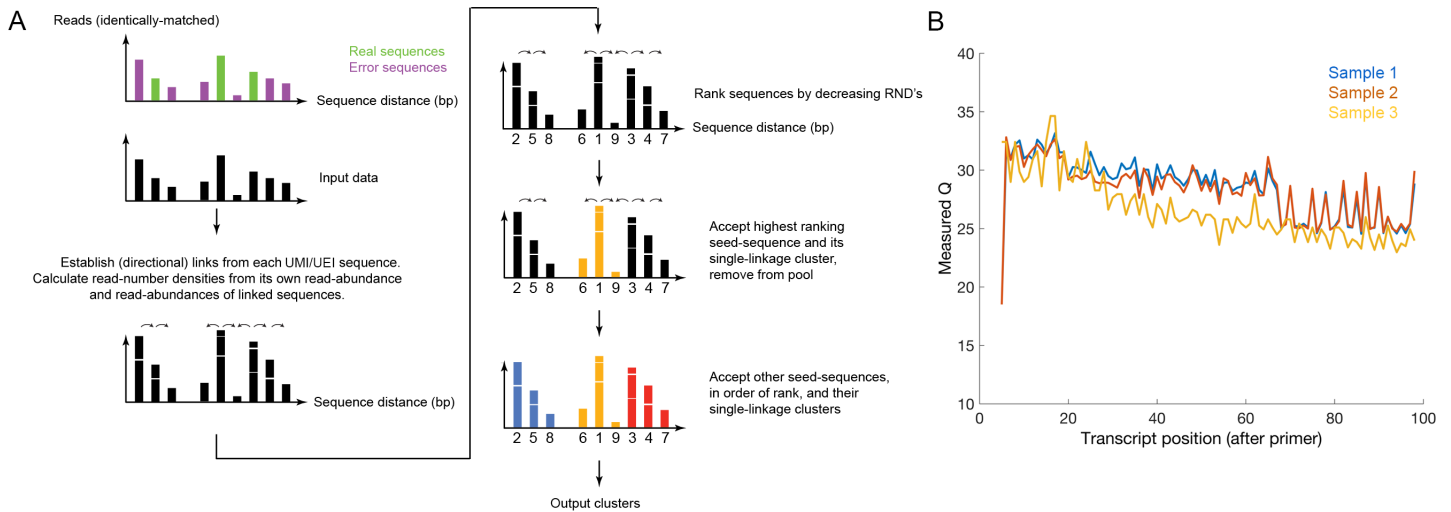 A
Reads (identically-matched)
Real sequences
Error sequences
Sequence distance (bp)
Input data
Establish (directional) links from each UMI/UEI sequence.
Calculate read-number densities from its own read-abundance
and read-abundances of linked sequences.
Sequence distance (bp)
Rank sequences by decreasing RND's
Sequence distance (bp)
2 5 8 6 1 9 3 4 7
Accept highest ranking
seed-sequence and its
single-linkage cluster,
remove from pool
2 5 8 6 1 9 3 4 7
Accept other seed-sequences,
in order of rank, and their
single-linkage clusters
2 5 8 6 1 9 3 4 7
Output clusters
B
Sample 1
Sample 2
Sample 3
Measured Q
40
35
30
25
20
15
10
0 20 40 60 80 100
Transcript position (after primer)